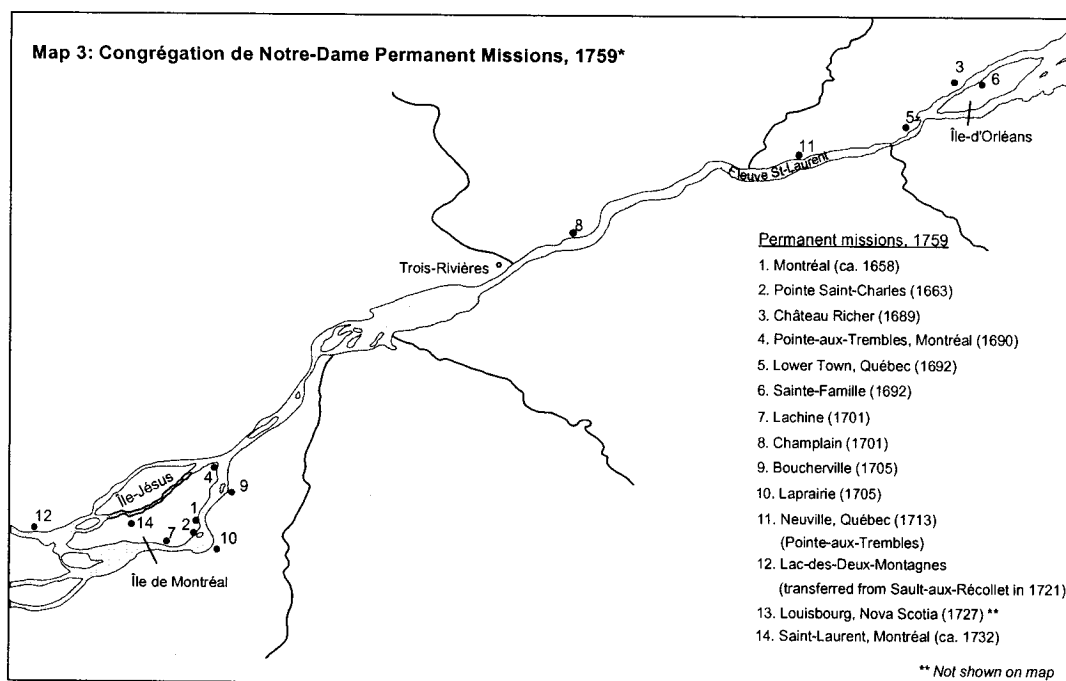 Map 3: Congrégation de Notre-Dame Permanent Missions, 1759*
3
6
5
Île-d'Orléans
11
Fleuve St-Laurent
8
Trois-Rivières
Permanent missions, 1759
1. Montréal (ca. 1658)
2. Pointe Saint-Charles (1663)
3. Château Richer (1689)
4. Pointe-aux-Trembles, Montréal (1690)
5. Lower Town, Québec (1692)
6. Sainte-Famille (1692)
7. Lachine (1701)
8. Champlain (1701)
9. Boucherville (1705)
10. Laprairie (1705)
11. Neuville, Québec (1713)
(Pointe-aux-Trembles)
12. Lac-des-Deux-Montagnes
(transferred from Sault-aux-Récollet in 1721)
13. Louisbourg, Nova Scotia (1727) **
14. Saint-Laurent, Montréal (ca. 1732)
** Not shown on map
4
Île-Jésus
9
12
14
1
2
7
10
Île de Montréal